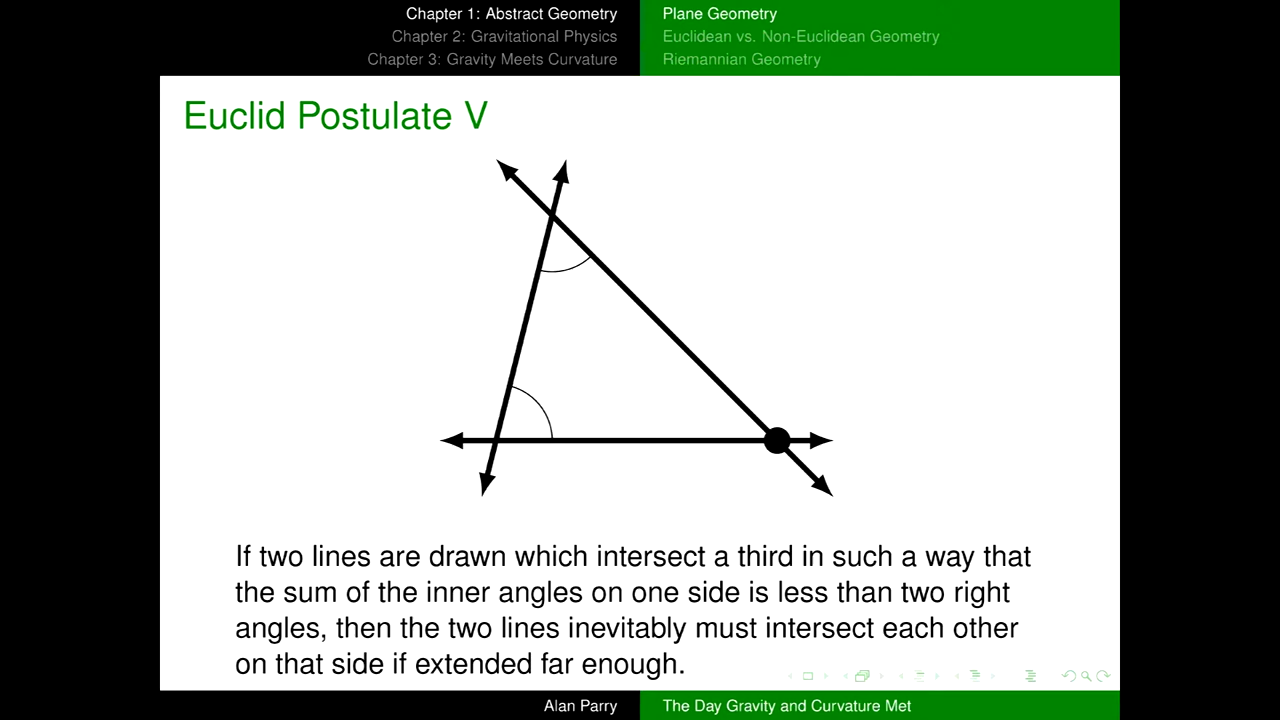 Chapter 1: Abstract Geometry
Chapter 2: Gravitational Physics
Chapter 3: Gravity Meets Curvature
Plane Geometry
Euclidean vs. Non-Euclidean Geometry
Riemannian Geometry
Euclid Postulate V
If two lines are drawn which intersect a third in such a way that
the sum of the inner angles on one side is less than two right
angles, then the two lines inevitably must intersect each other
on that side if extended far enough.
Alan Parry
The Day Gravity and Curvature Met